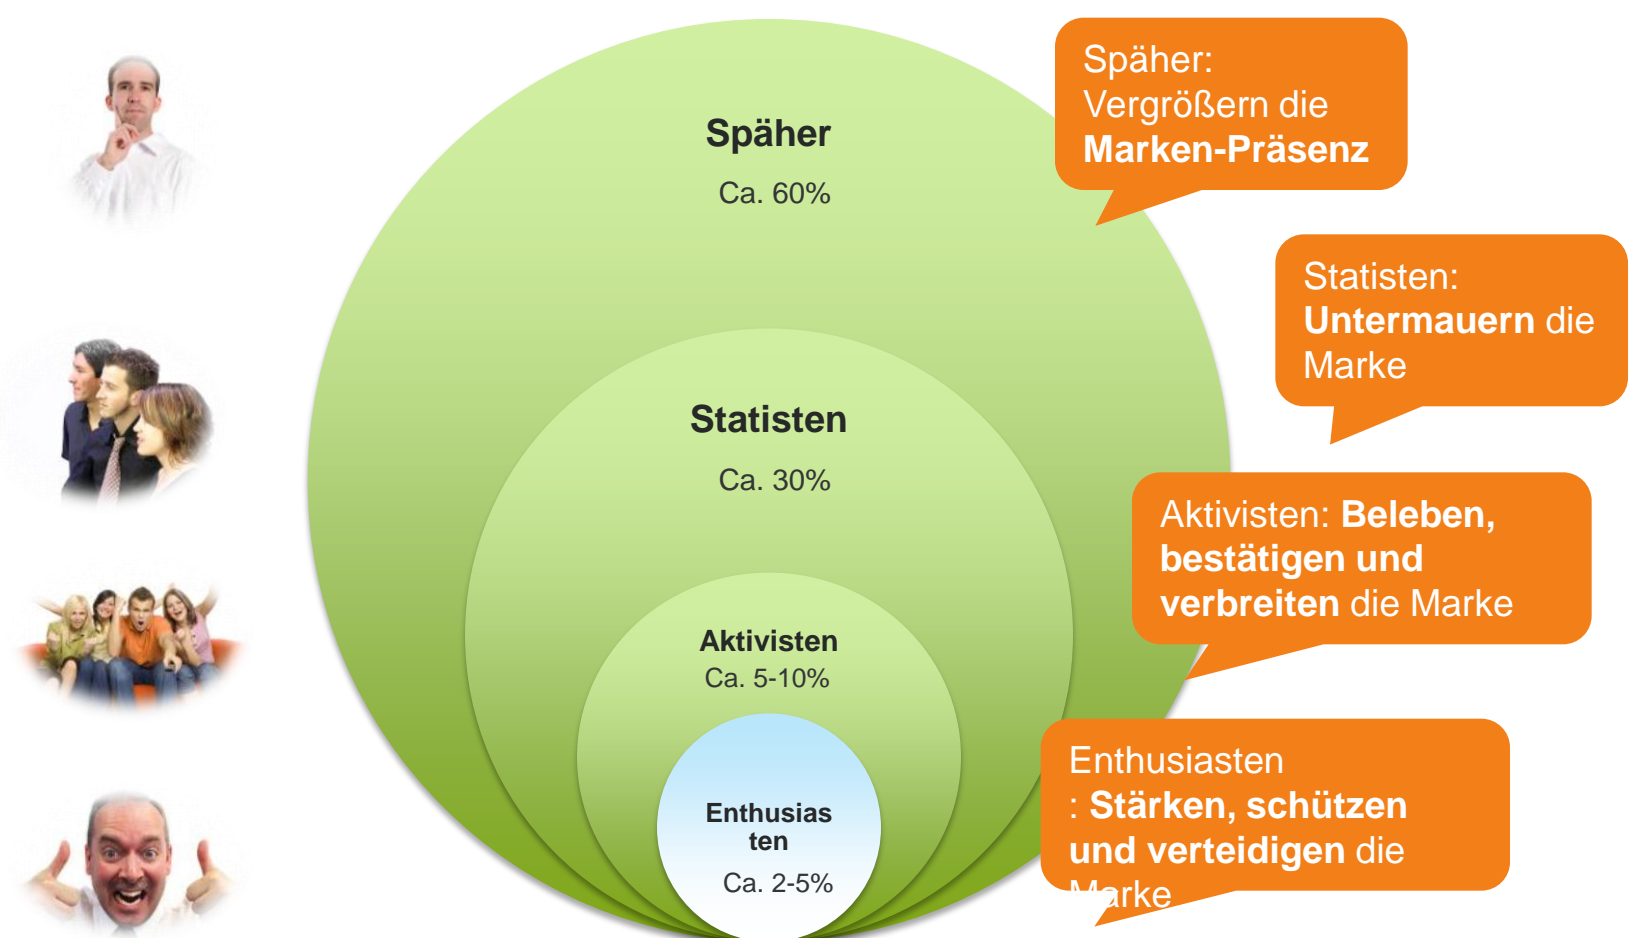 Späher
Ca. 60%
Statisten
Ca. 30%
Aktivisten
Ca. 5-10%
Enthusias
ten
Ca. 2-5%
Späher:
Vergrößern die
Marken-Präsenz
Statisten:
Untermauern die
Marke
Aktivisten: Beleben,
bestätigen und
verbreiten die Marke
Enthusiasten
: Stärken, schützen
und verteidigen die
Marke